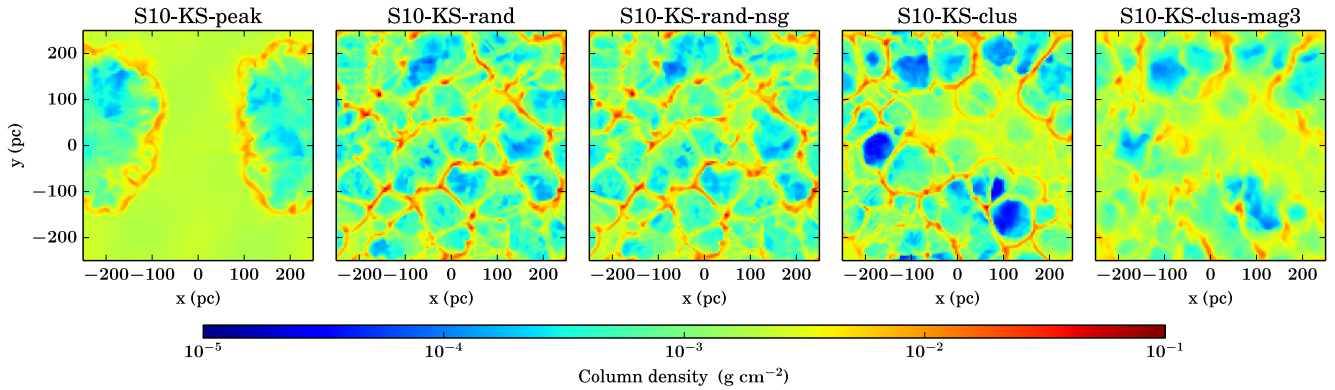 S10-KS-peak S10-KS-rand S10-KS-rand-nsg S10-KS-clus S10-KS-clus-mag3
200
100
0
−100
−200
y (pc)
−200 −100 0 100 200 −200 −100 0 100 200 −200 −100 0 100 200 −200 −100 0 100 200 −200 −100 0 100 200
x (pc) x (pc) x (pc) x (pc) x (pc)
10⁻⁵ 10⁻⁴ 10⁻³ 10⁻² 10⁻¹
Column density (g cm⁻²)